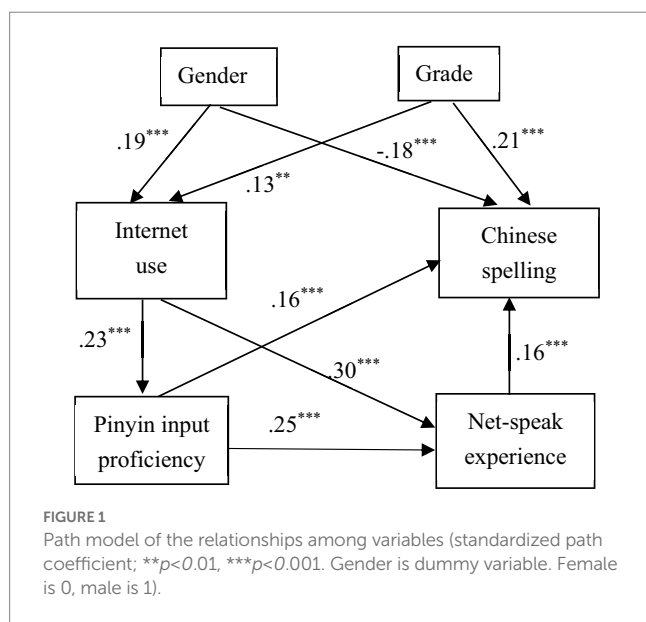 Gender
Grade
.19***
-.18***
.21***
.13**
Internet
use
Chinese
spelling
.16***
.23***
.30***
.16***
Pinyin input
proficiency
.25***
Net-speak
experience
FIGURE 1
Path model of the relationships among variables (standardized path
coefficient; **p<0.01, ***p<0.001. Gender is dummy variable. Female
is 0, male is 1).